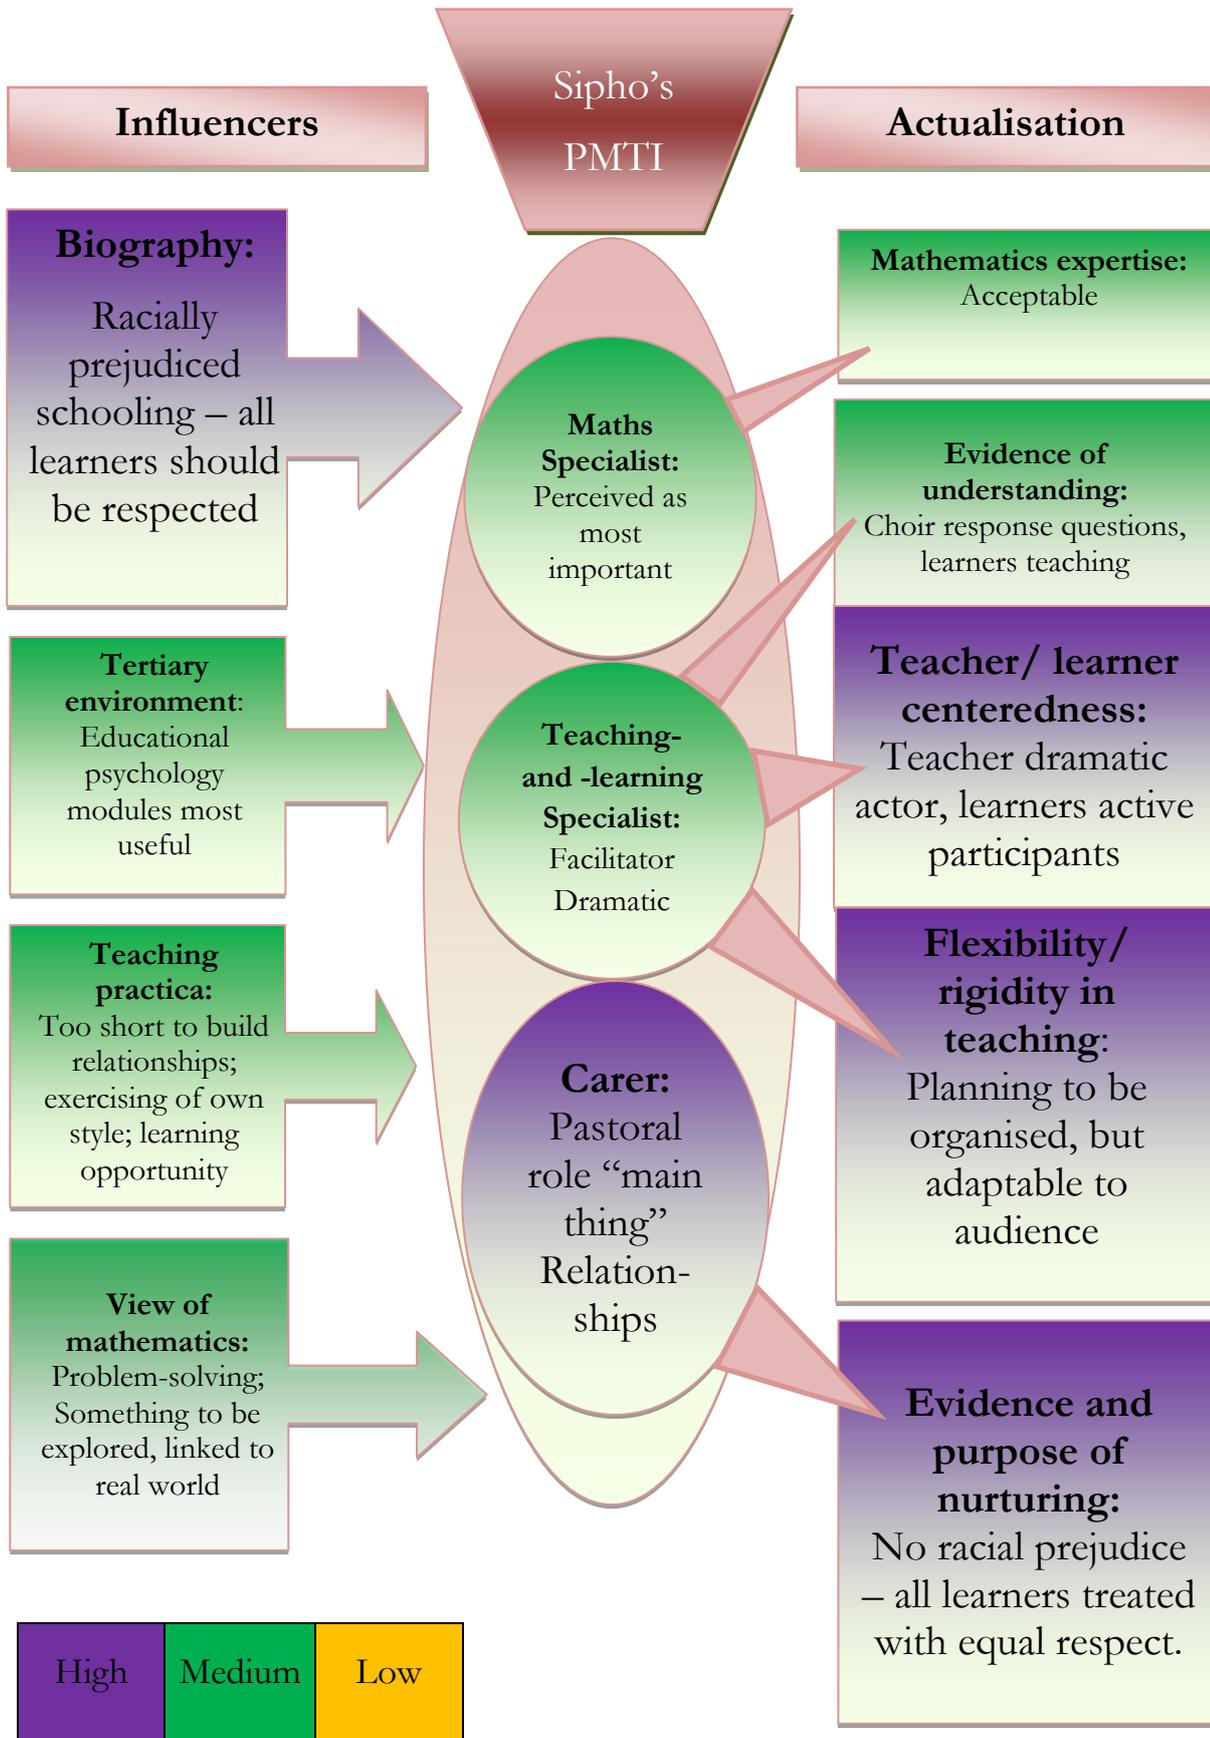 Sipho’s
PMTI
Influencers
Actualisation
Biography:
Racially
prejudiced
schooling – all
learners should
be respected
Tertiary
environment:
Educational
psychology
modules most
useful
Teaching
practica:
Too short to build
relationships;
exercising of own
style; learning
opportunity
View of
mathematics:
Problem-solving;
Something to be
explored, linked to
real world
Maths
Specialist:
Perceived as
most
important
Teaching-
and -learning
Specialist:
Facilitator
Dramatic
Carer:
Pastoral
role “main
thing”
Relation-
ships
Mathematics expertise:
Acceptable
Evidence of
understanding:
Choir response questions,
learners teaching
Teacher/ learner
centeredness:
Teacher dramatic
actor, learners active
participants
Flexibility/
rigidity in
teaching:
Planning to be
organised, but
adaptable to
audience
Evidence and
purpose of
nurturing:
No racial prejudice
– all learners treated
with equal respect.
High
Medium
Low